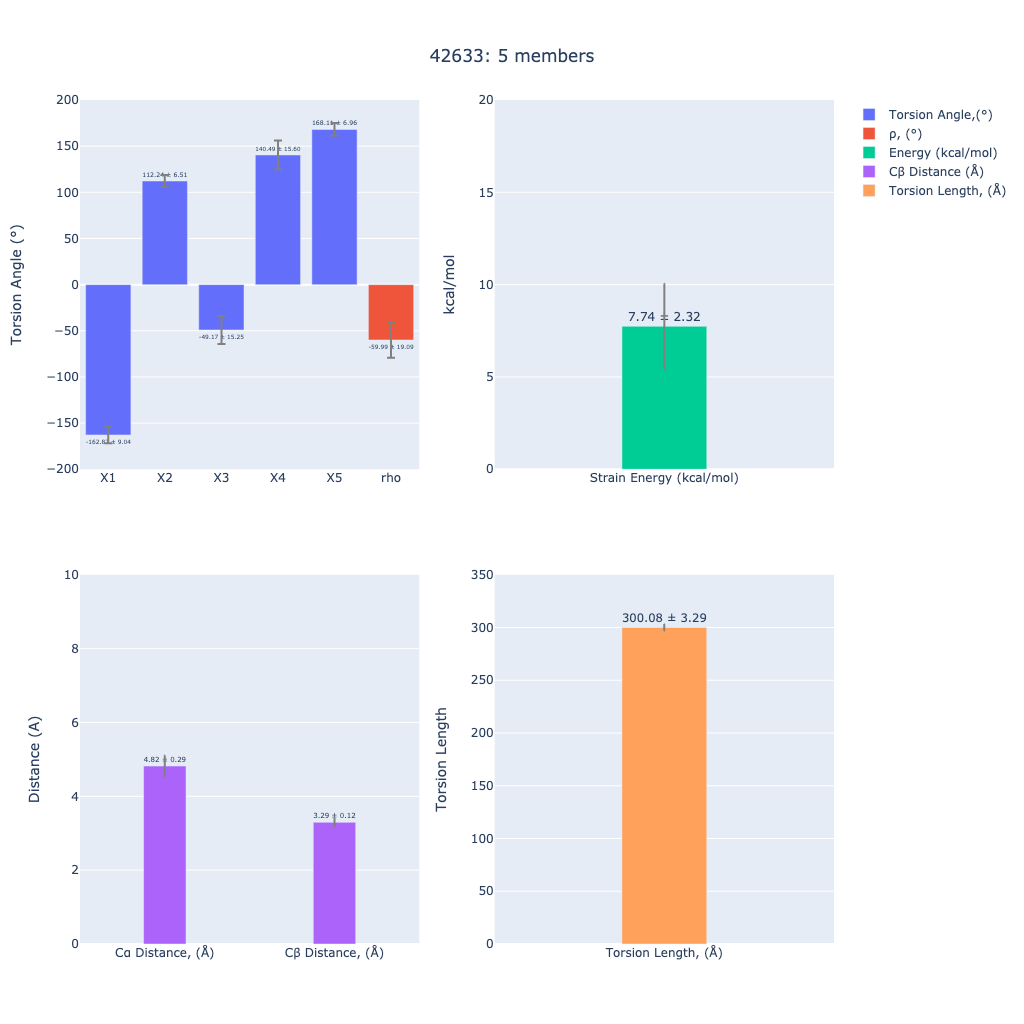 42633: 5 members
Torsion Angle (°)
200
150
100
50
0
−50
−100
−150
−200
112.24 ± 6.51
-49.17 ± 15.25
140.49 ± 15.60
168.11 ± 6.96
-59.99 ± 19.09
± 9.04
X1
X2
X3
X4
X5
rho
kcal/mol
20
15
10
5
0
7.74 ± 2.32
Strain Energy (kcal/mol)
Torsion Angle,(°)
ρ, (°)
Energy (kcal/mol)
Cβ Distance (Å)
Torsion Length, (Å)
Distance (A)
10
8
6
4
2
0
4.82 ± 0.29
3.29 ± 0.12
Cα Distance, (Å)
Cβ Distance, (Å)
Torsion Length
350
300
250
200
150
100
50
0
300.08 ± 3.29
Torsion Length, (Å)